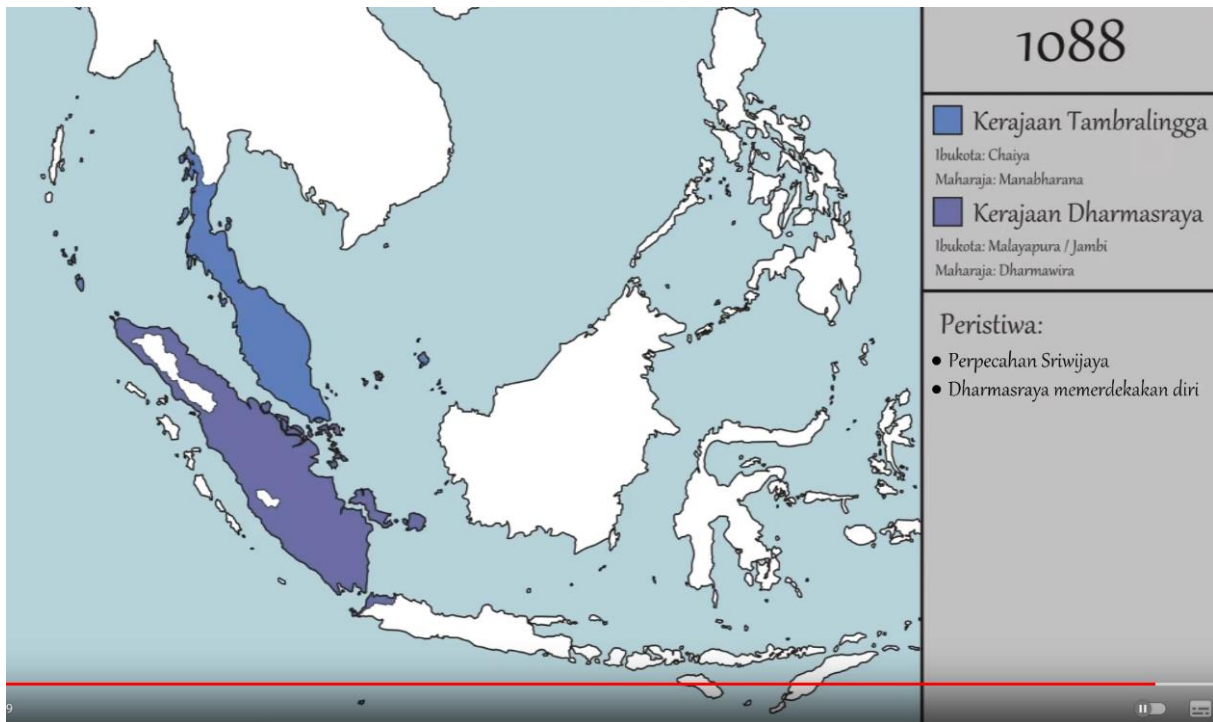 1088
Kerajaan Tambralingga
Ibukota: Chaiya
Maharaja: Manabharana
Kerajaan Dharmasraya
Ibukota: Malayapura / Jambi
Maharaja: Dharmawira
Peristiwa:
• Perpecahan Sriwijaya
• Dharmasraya memerdekakan diri
9